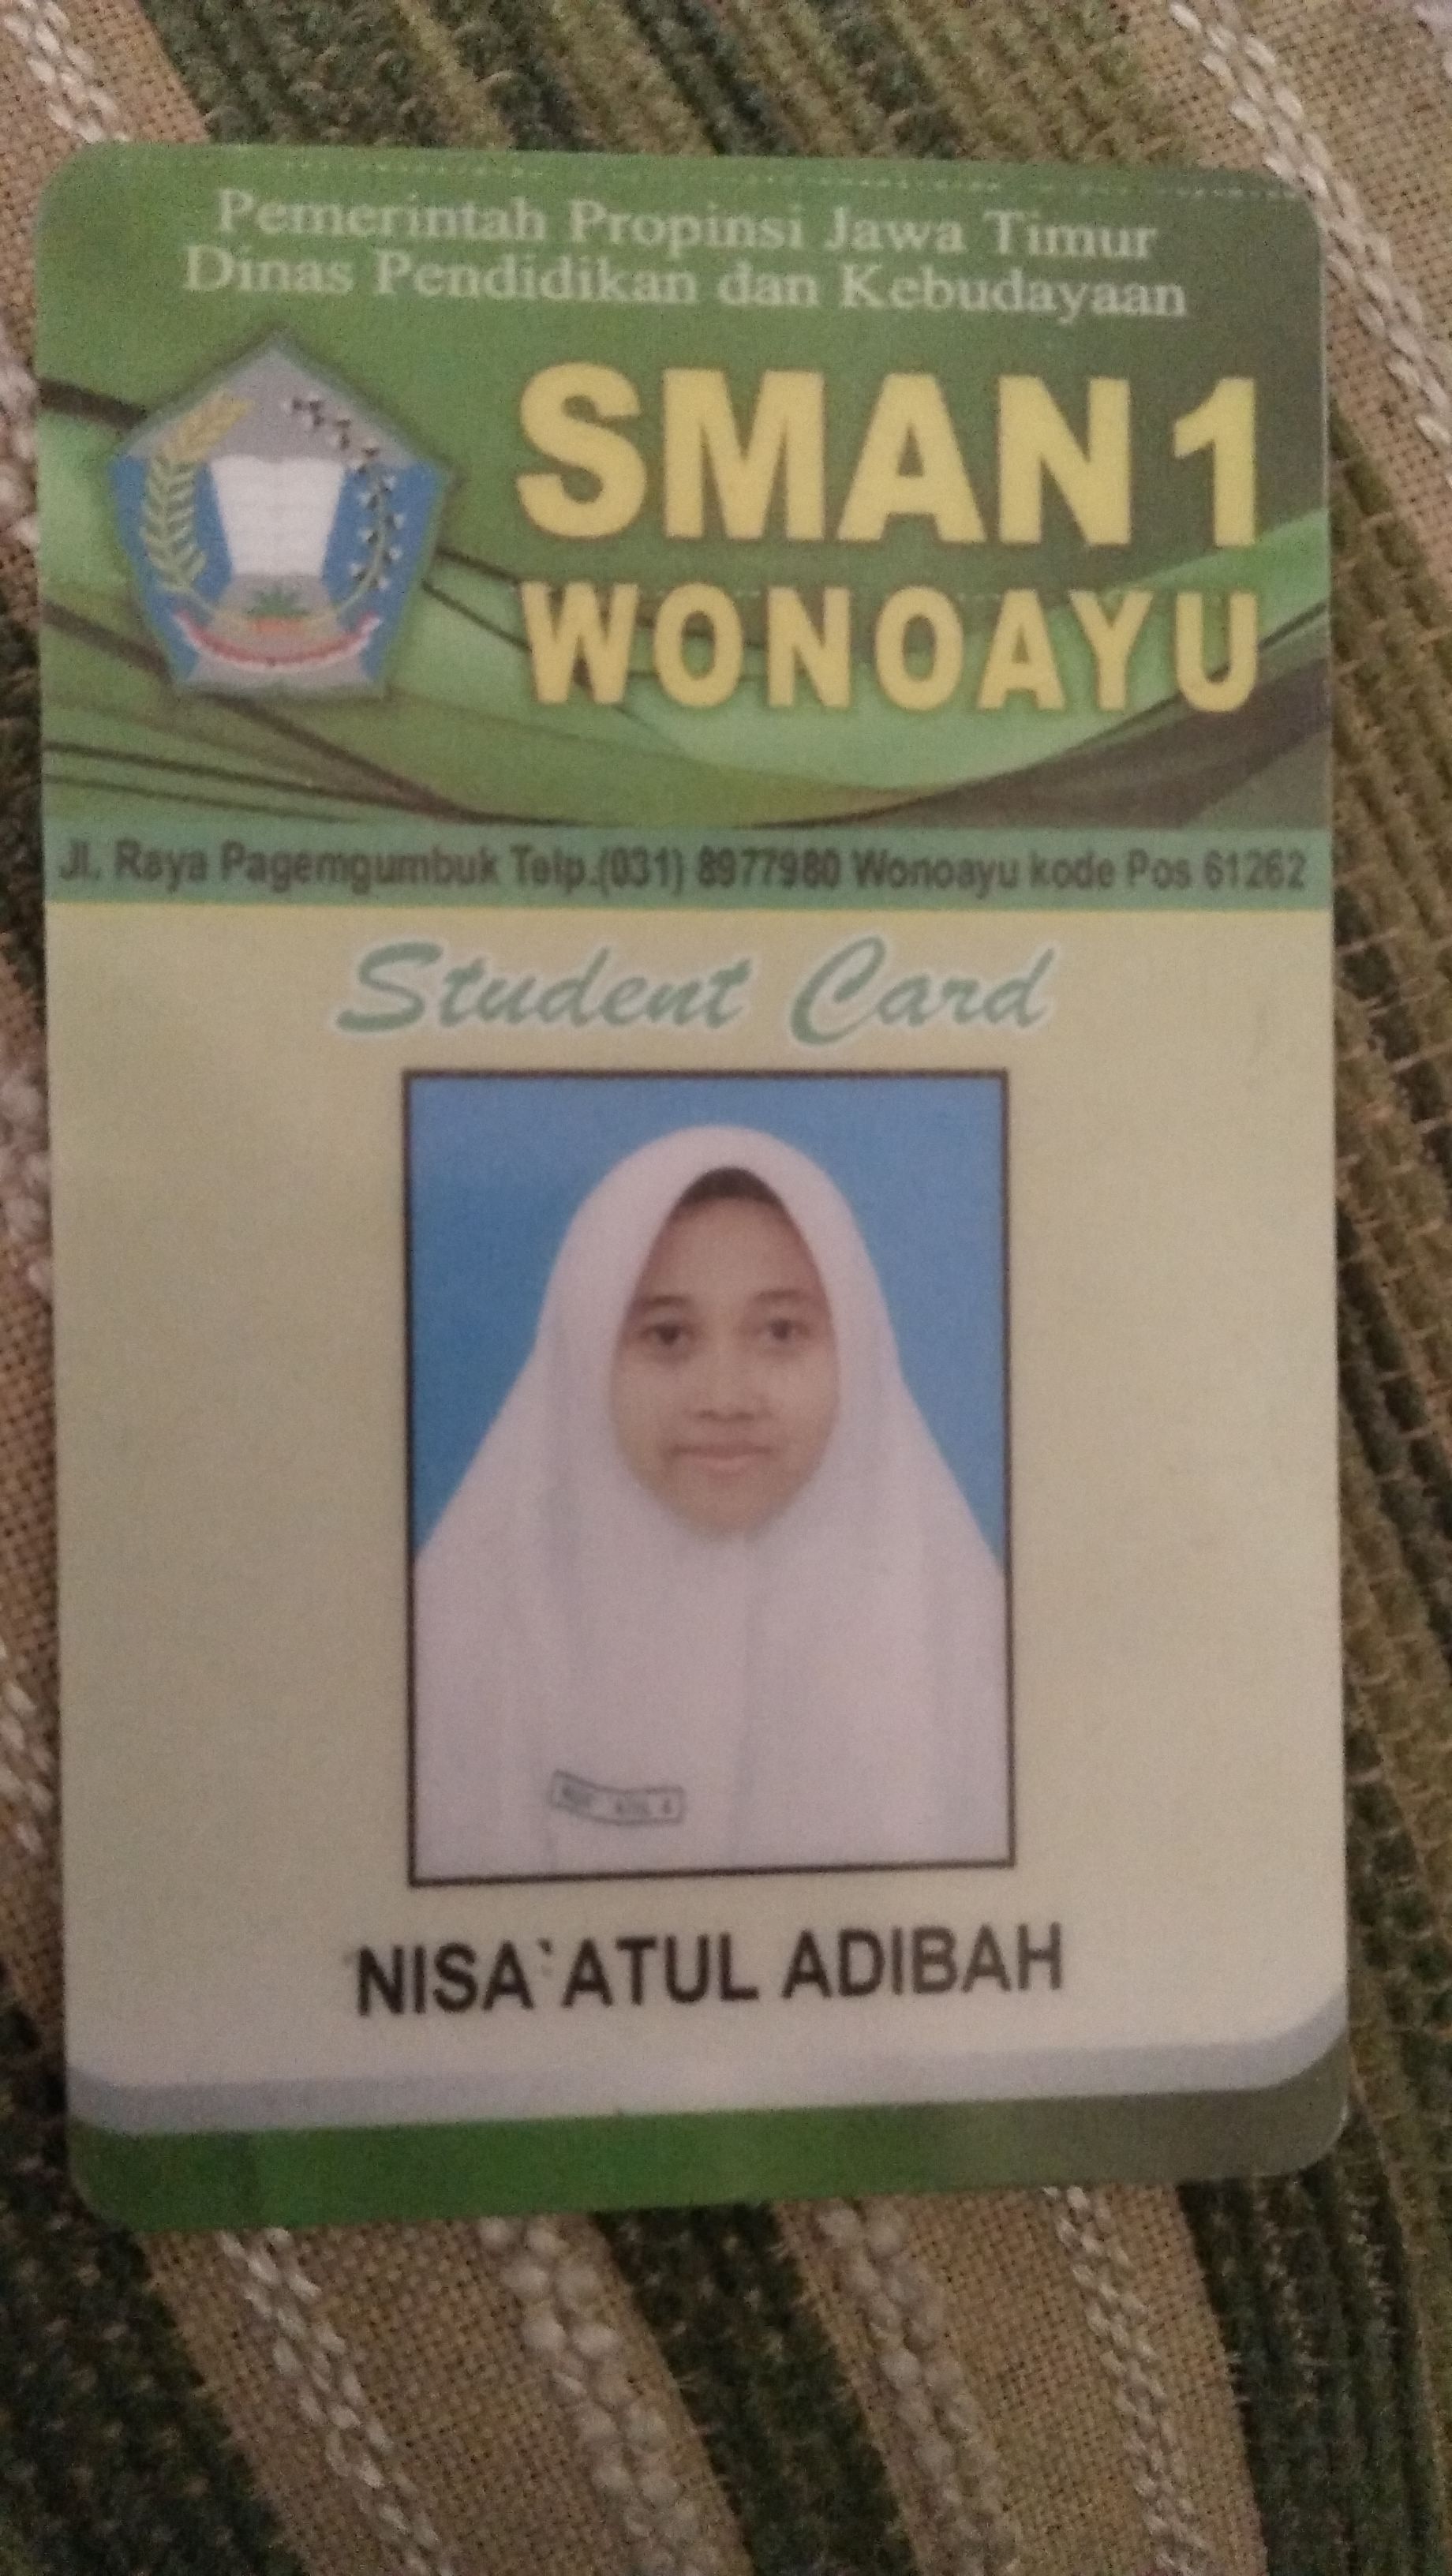 Pemerintah Propinsi Jawa Timur
Dinas Pendidikan dan Kebudayaan
SMAN 1
WONOAYU
Jl. Raya Pagemgumbuk Telp.(031) 8977980 Wonoayu kode Pos 61262
Student Card
NISA`ATUL ADIBAH